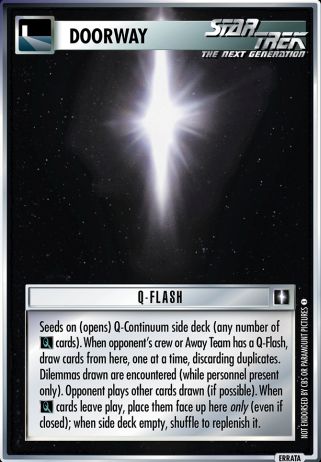 DOORWAY
STAR TREK
THE NEXT GENERATION
Q-FLASH
Seeds on (opens) Q-Continuum side deck (any number of
Q cards). When opponent's crew or Away Team has a Q-Flash,
draw cards from here, one at a time, discarding duplicates.
Dilemmas drawn are encountered (while personnel present
only). Opponent plays other cards drawn (if possible). When
Q cards leave play, place them face up here only (even if
closed); when side deck empty, shuffle to replenish it.
NOT ENDORSED BY CBS OR PARAMOUNT PICTURES
ERRATA